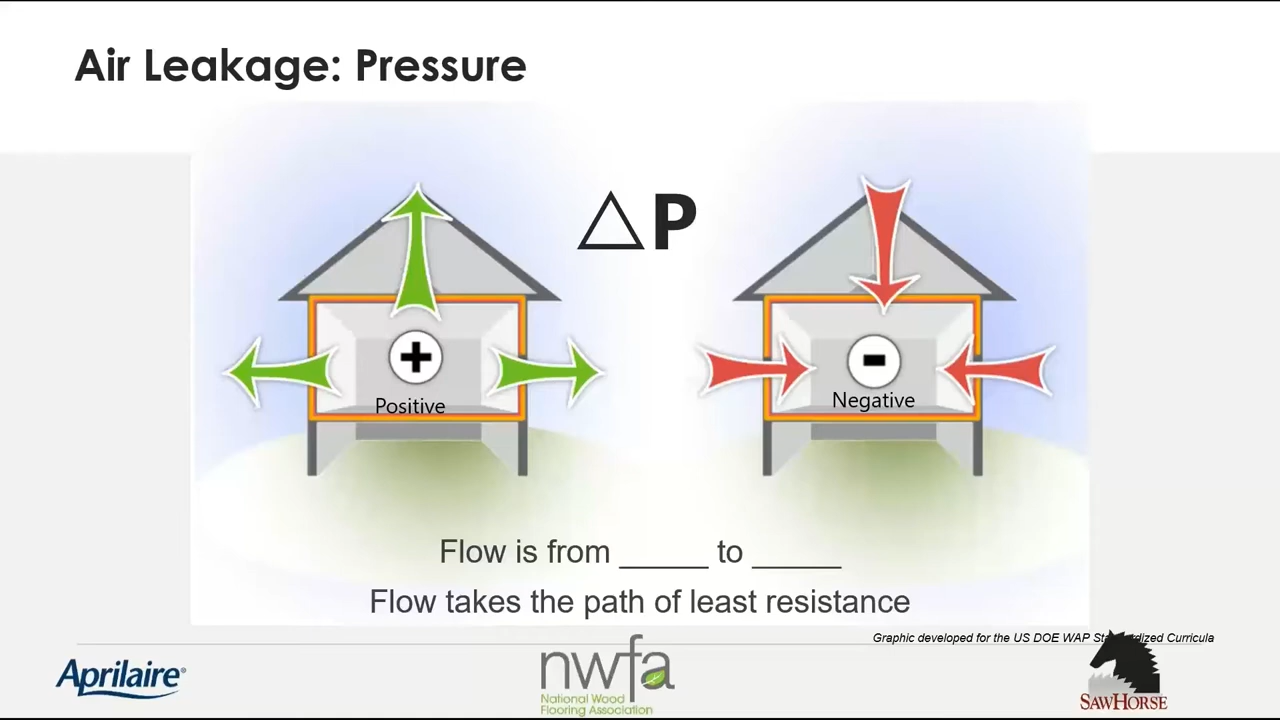 Air Leakage: Pressure
△P
+
-
Positive
Negative
Flow is from _____ to _____
Flow takes the path of least resistance
Graphic developed for the US DOE WAP Curricula
Aprilaire®
nwfa
National Wood
Flooring Association
SAWHORSE